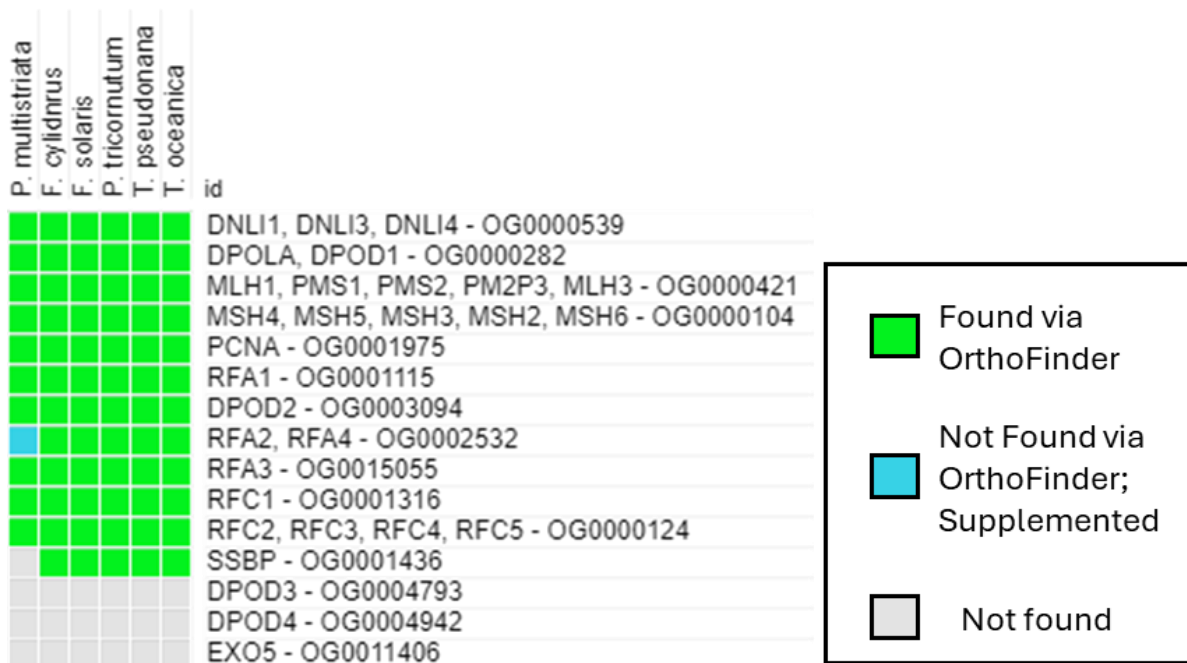 P. multistriata
F. cylidnrus
F. solaris
P. tricornutum
T. pseudonana
T. oceanica
id
DNLI1, DNLI3, DNLI4 - OG0000539
DPOLA, DPOD1 - OG0000282
MLH1, PMS1, PMS2, PM2P3, MLH3 - OG0000421
MSH4, MSH5, MSH3, MSH2, MSH6 - OG0000104
PCNA - OG0001975
RFA1 - OG0001115
DPOD2 - OG0003094
RFA2, RFA4 - OG0002532
RFA3 - OG0015055
RFC1 - OG0001316
RFC2, RFC3, RFC4, RFC5 - OG0000124
SSBP - OG0001436
DPOD3 - OG0004793
DPOD4 - OG0004942
EXO5 - OG0011406
Found via
OrthoFinder
Not Found via
OrthoFinder;
Supplemented
Not found